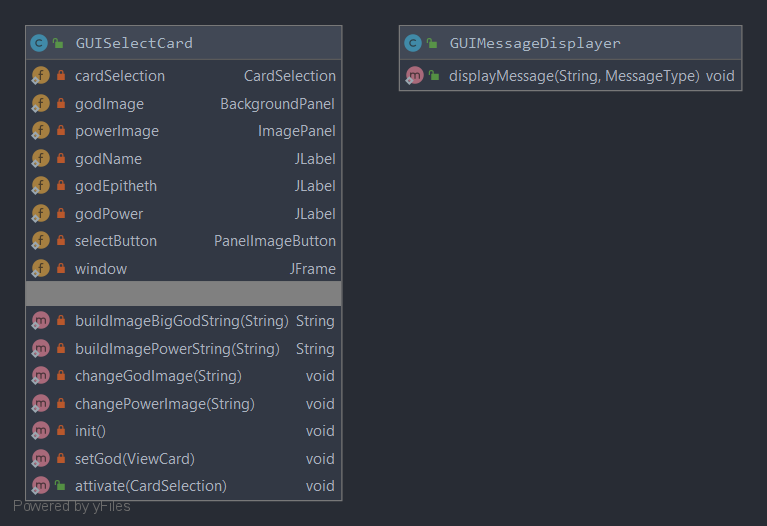 GUISelectCard
cardSelection CardSelection
godImage BackgroundPanel
powerImage ImagePanel
godName JLabel
godEpitheth JLabel
godPower JLabel
selectButton PanelImageButton
window JFrame
buildImageBigGodString(String) String
buildImagePowerString(String) String
changeGodImage(String) void
changePowerImage(String) void
init() void
setGod(ViewCard) void
attivate(CardSelection) void
GUIMessageDisplayer
displayMessage(String, MessageType) void
Powered by yFiles